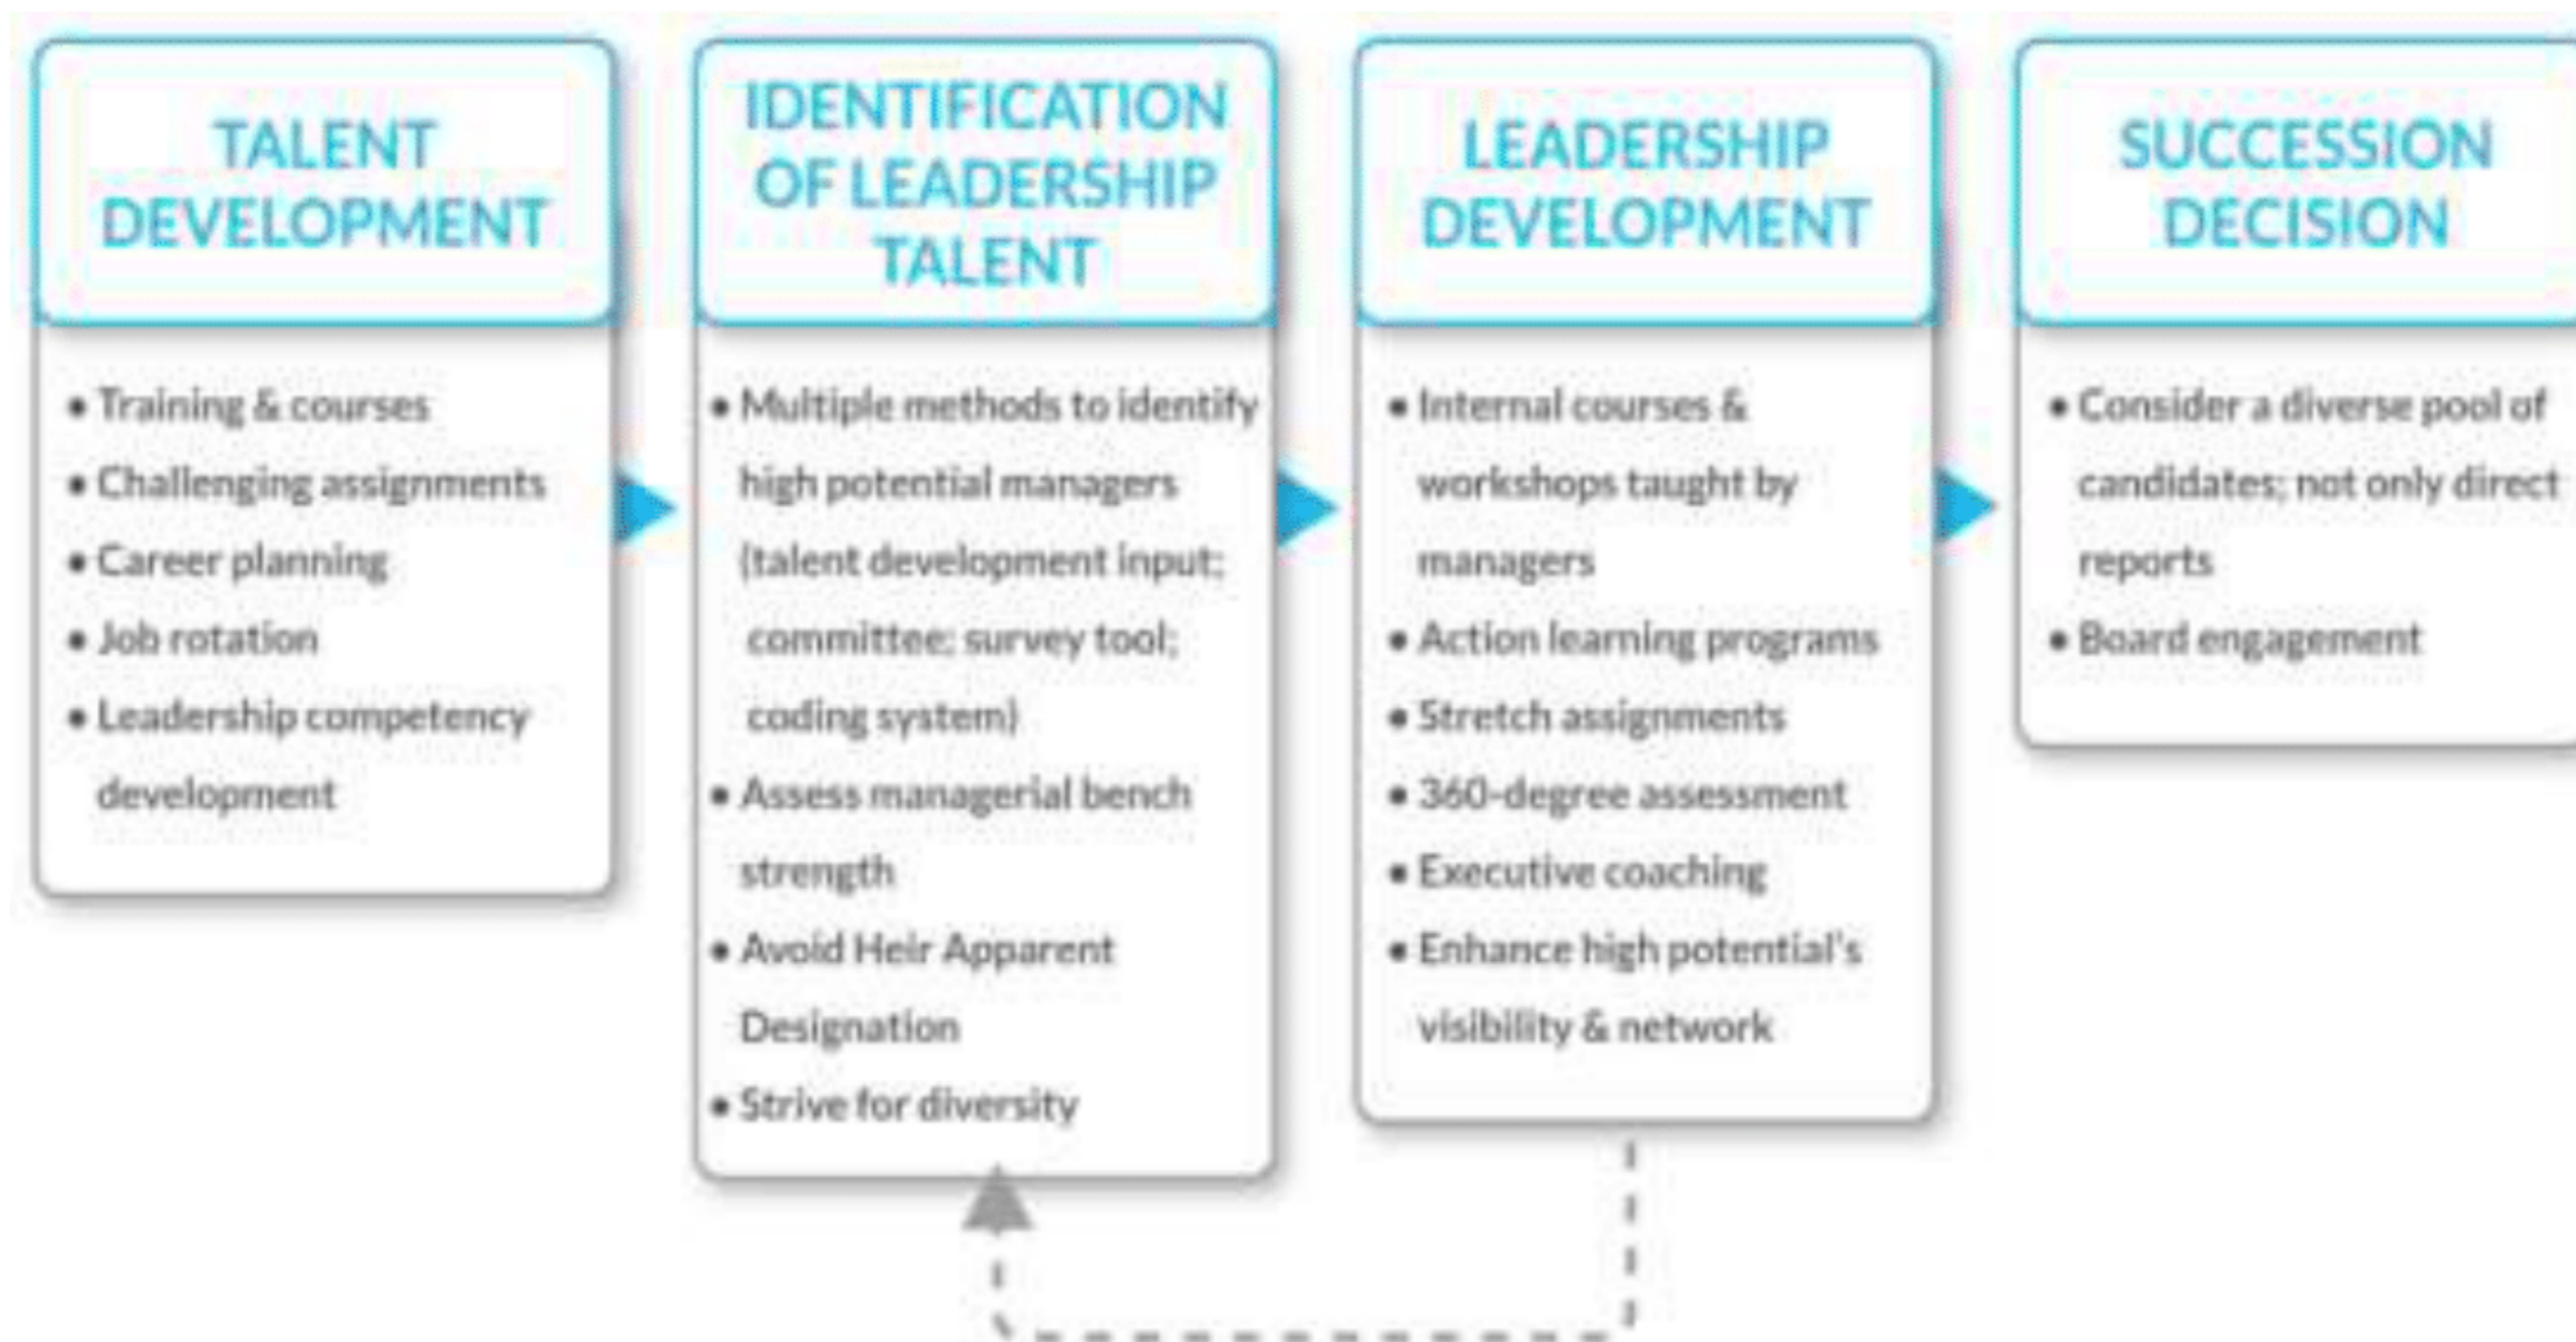 TALENT
DEVELOPMENT
• Training & courses
• Challenging assignments
• Career planning
• Job rotation
• Leadership competency
development
IDENTIFICATION
OF LEADERSHIP
TALENT
• Multiple methods to identify
high potential managers
(talent development input;
committee; survey tool;
coding system)
• Assess managerial bench
strength
• Avoid Heir Apparent
Designation
• Strive for diversity
LEADERSHIP
DEVELOPMENT
• Internal courses &
workshops taught by
managers
• Action learning programs
• Stretch assignments
• 360-degree assessment
• Executive coaching
• Enhance high potential's
visibility & network
SUCCESSION
DECISION
• Consider a diverse pool of
candidates; not only direct
reports
• Board engagement